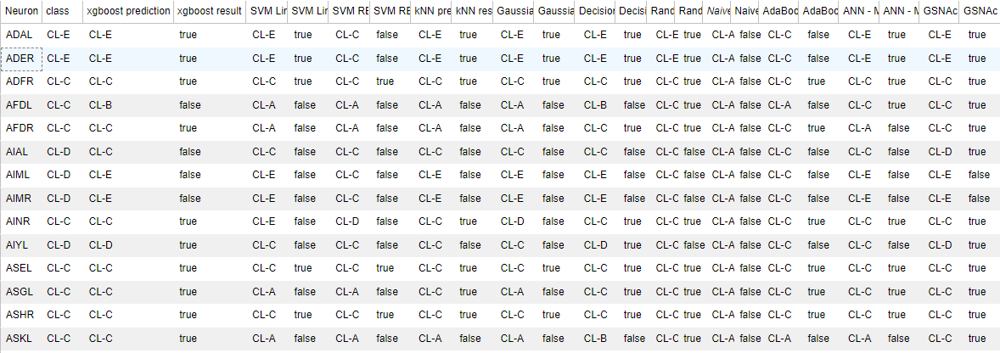 Neuron class xgboost prediction xgboost result SVM Lir SVM Lir SVM RE SVM RE kNN pre kNN res Gaussia Gaussia Decision Decisi Rand Rand Naive Naive AdaBoo AdaBoo ANN - M ANN - M GSNAc GSNAc
ADAL CL-E CL-E true CL-E true CL-C false CL-E true CL-E true CL-E true CL-E true CL-A false CL-C false CL-E true CL-E true
ADER CL-E CL-E true CL-E true CL-C false CL-E true CL-E true CL-E true CL-E true CL-A false CL-C false CL-E true CL-E true
ADFR CL-C CL-C true CL-C true CL-C true CL-C true CL-C true CL-C true CL-C true CL-A false CL-C true CL-C true CL-C true
AFDL CL-C CL-B false CL-A false CL-A false CL-A false CL-A false CL-B false CL-C true CL-A false CL-A false CL-C true CL-C true
AFDR CL-C CL-C true CL-A false CL-A false CL-A false CL-A false CL-C true CL-C true CL-A false CL-C true CL-A false CL-C true
AIAL CL-D CL-C false CL-C false CL-C false CL-C false CL-C false CL-C false CL-C false CL-A false CL-C false CL-C false CL-D true
AIML CL-D CL-E false CL-E false CL-C false CL-E false CL-E false CL-E false CL-C false CL-A false CL-C false CL-C false CL-E false
AIMR CL-D CL-E false CL-E false CL-C false CL-E false CL-E false CL-E false CL-C false CL-A false CL-C false CL-E false CL-E false
AINR CL-C CL-C true CL-E false CL-D false CL-C true CL-D false CL-C true CL-C true CL-A false CL-C true CL-C true CL-C true
AIYL CL-D CL-D true CL-C false CL-C false CL-C false CL-C false CL-D true CL-C false CL-A false CL-C false CL-C false CL-D true
ASEL CL-C CL-C true CL-C true CL-C true CL-C true CL-C true CL-C true CL-C true CL-A false CL-C true CL-C true CL-C true
ASGL CL-C CL-C true CL-A false CL-A false CL-C true CL-A false CL-C true CL-C true CL-A false CL-C true CL-C true CL-C true
ASHR CL-C CL-C true CL-C true CL-C true CL-C true CL-C true CL-C true CL-C true CL-A false CL-C true CL-C true CL-C true
ASKL CL-C CL-C true CL-A false CL-A false CL-A false CL-A false CL-B false CL-C true CL-A false CL-A false CL-C true CL-C true